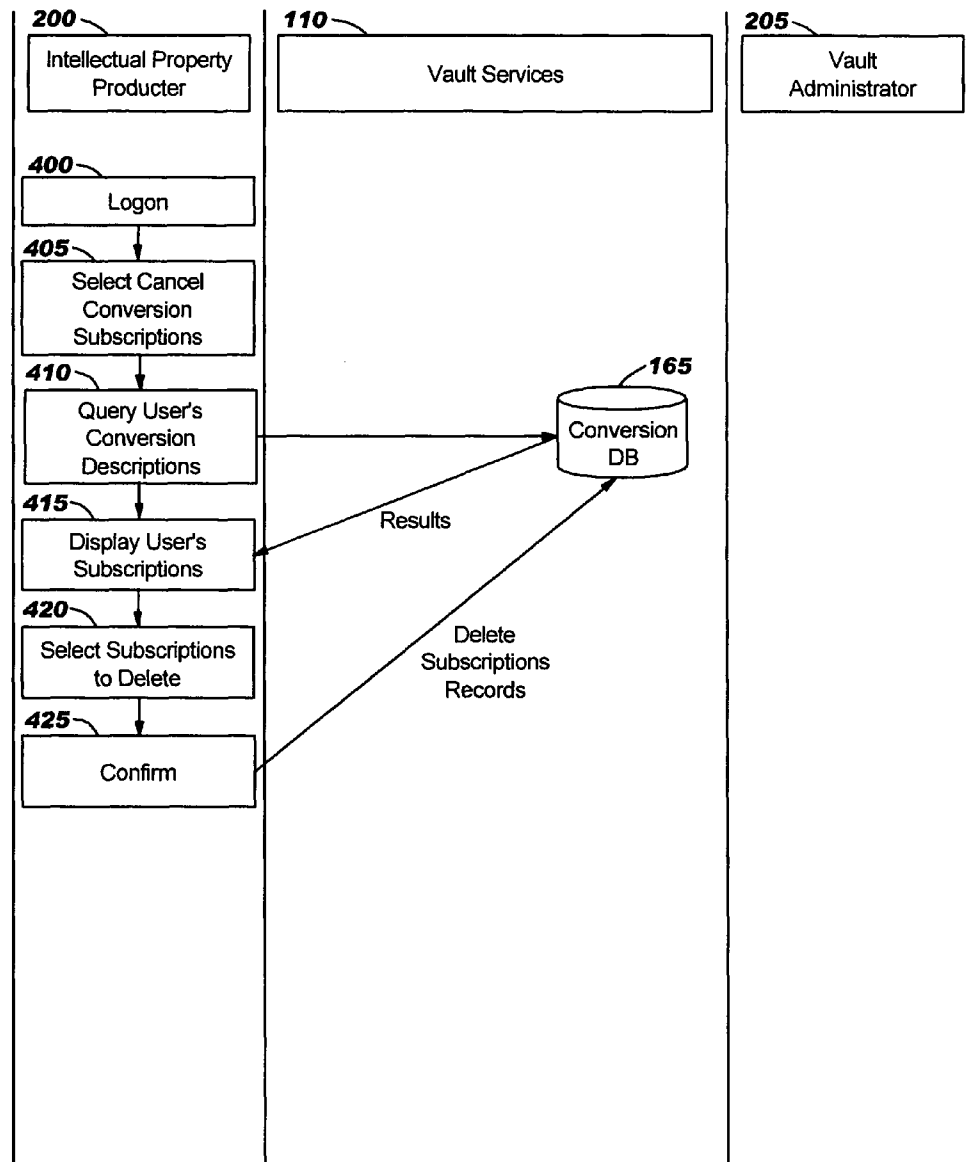 200
Intellectual Property
Producter
110
Vault Services
205
Vault
Administrator
400
Logon
405
Select Cancel
Conversion
Subscriptions
410
Query User's
Conversion
Descriptions
165
Conversion
DB
415
Display User's
Subscriptions
Results
420
Select Subscriptions
to Delete
Delete
Subscriptions
Records
425
Confirm